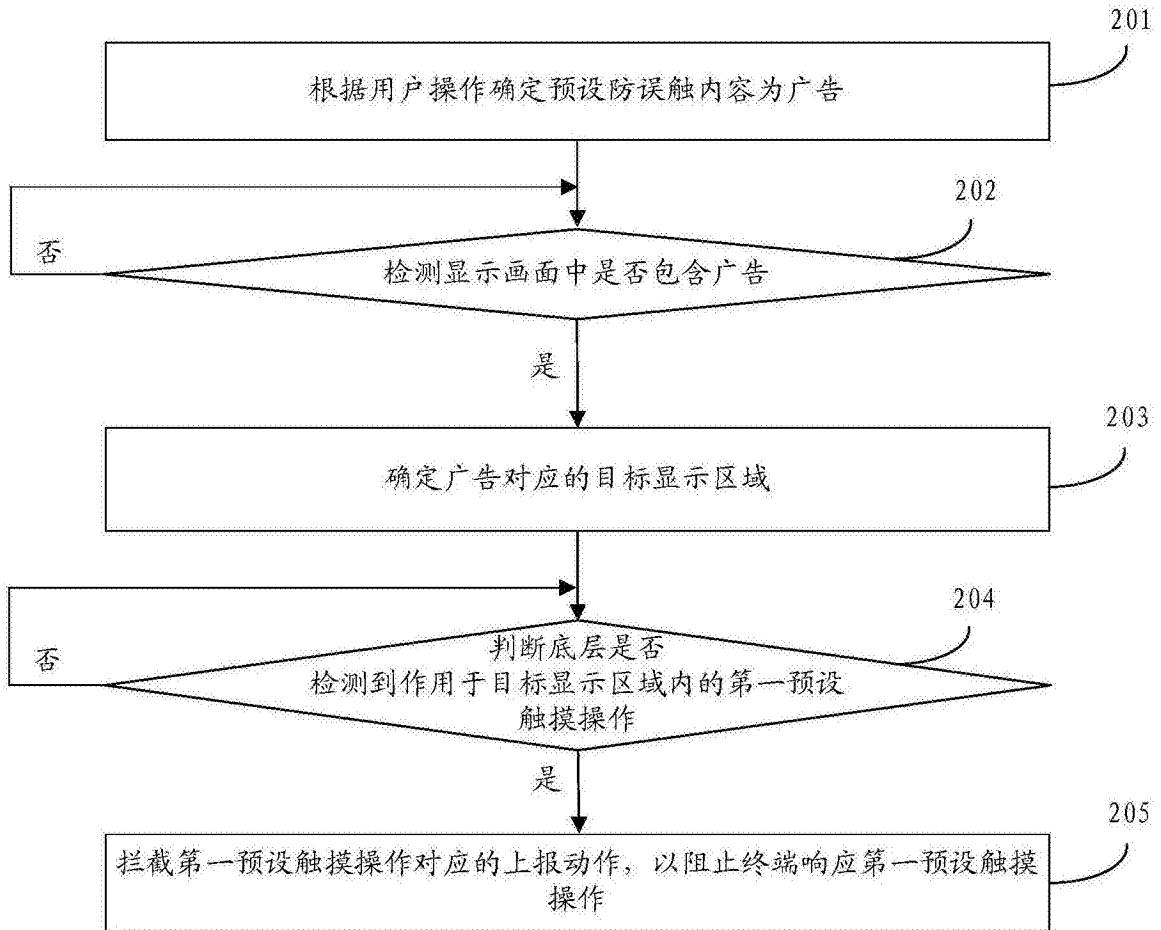 201
根据用户操作确定预设防误触内容为广告
202
否
检测显示画面中是否包含广告
是
203
确定广告对应的目标显示区域
204
否
判断底层是否
检测到作用于目标显示区域内的第一预设
触摸操作
是
205
拦截第一预设触摸操作对应的上报动作，以阻止终端响应第一预设触摸
操作